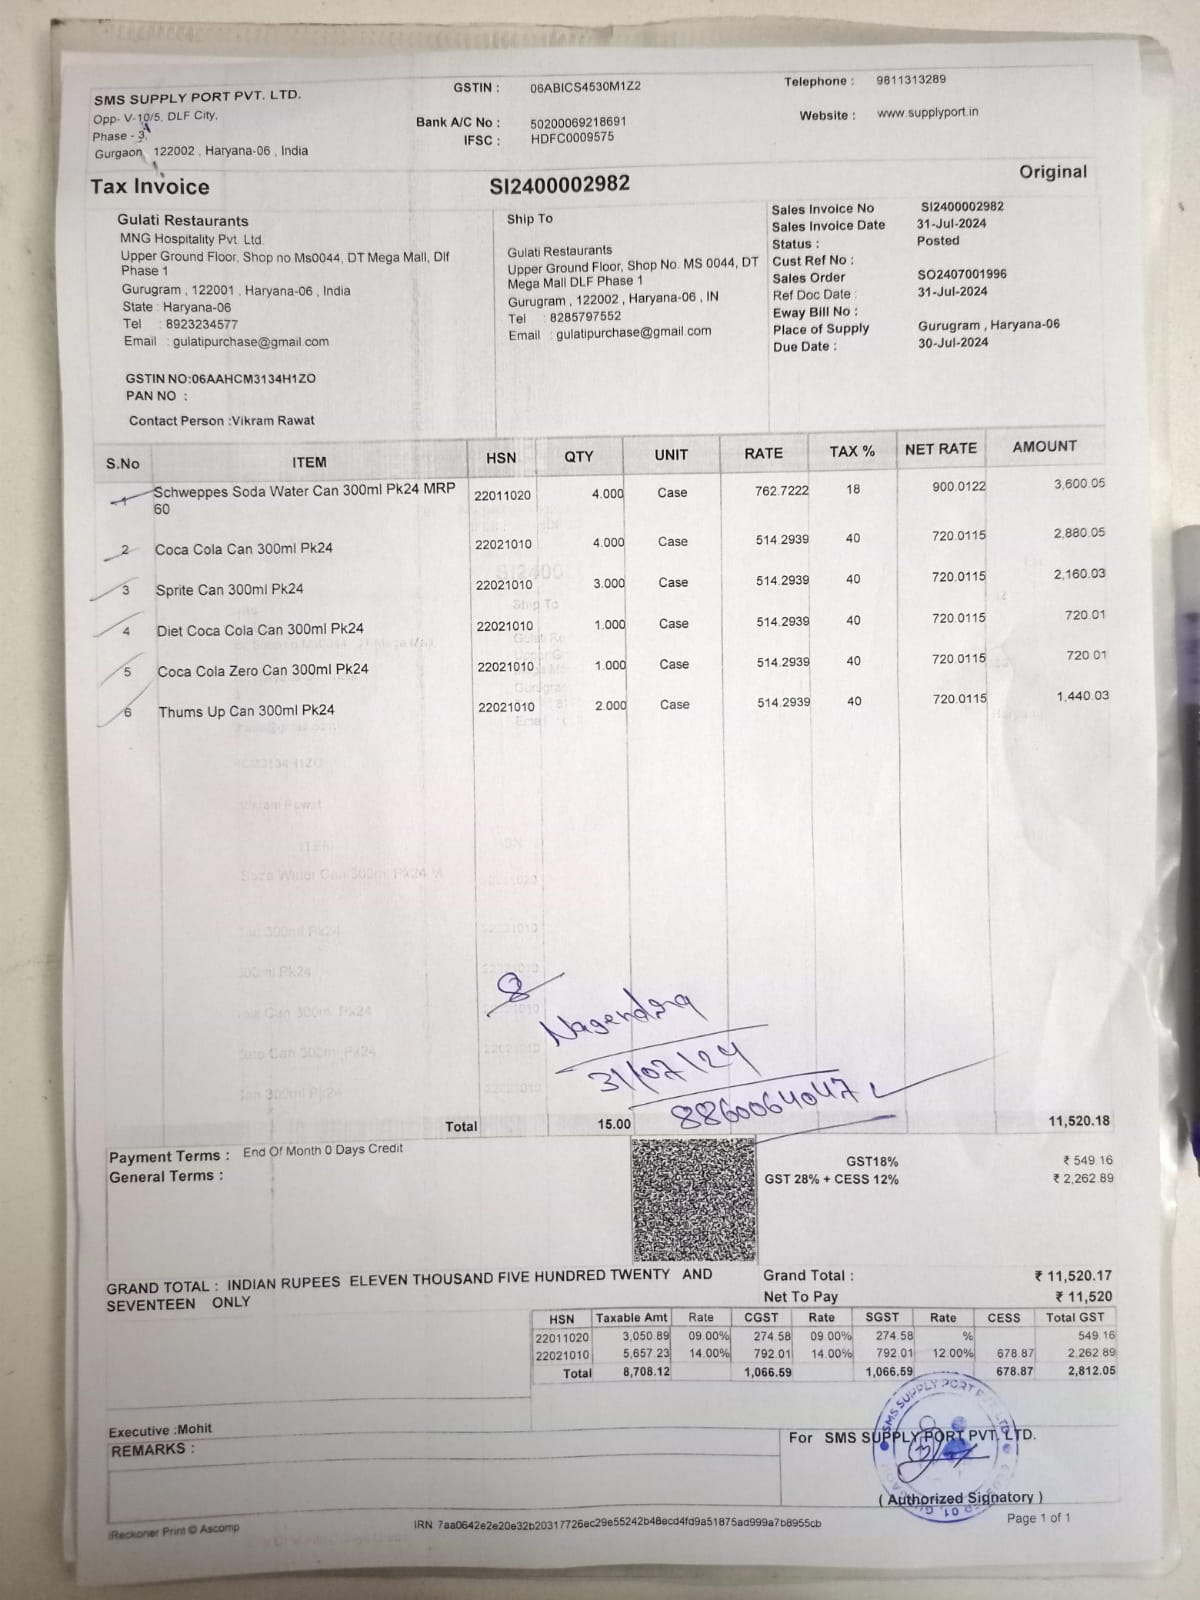 SMS SUPPLY PORT PVT. LTD.
Opp- V-10/5, DLF City,
Phase - 3,
Gurgaon 122002 , Haryana-06 , India
GSTIN : 06ABICS4530M1Z2
Bank A/C No : 50200069218691
IFSC : HDFC0009575
Telephone : 9811313289
Website : www.supplyport.in
Tax Invoice SI2400002982 Original
Gulati Restaurants
MNG Hospitality Pvt. Ltd.
Upper Ground Floor, Shop no Ms0044, DT Mega Mall, Dlf
Phase 1
Gurugram , 122001 , Haryana-06 , India
State : Haryana-06
Tel : 8923234577
Email : gulatipurchase@gmail.com
GSTIN NO:06AAHCM3134H1ZO
PAN NO :
Contact Person :Vikram Rawat
Ship To
Gulati Restaurants
Upper Ground Floor, Shop No. MS 0044, DT
Mega Mall DLF Phase 1
Gurugram , 122002 , Haryana-06 , IN
Tel : 8285797552
Email : gulatipurchase@gmail.com
Sales Invoice No SI2400002982
Sales Invoice Date 31-Jul-2024
Status : Posted
Cust Ref No :
Sales Order SO2407001996
Ref Doc Date : 31-Jul-2024
Eway Bill No :
Place of Supply Gurugram , Haryana-06
Due Date : 30-Jul-2024
S.No ITEM HSN QTY UNIT RATE TAX % NET RATE AMOUNT
1 Schweppes Soda Water Can 300ml Pk24 MRP 22011020 4.000 Case 762.7222 18 900.0122 3,600.05
60
2 Coca Cola Can 300ml Pk24 22021010 4.000 Case 514.2939 40 720.0115 2,880.05
3 Sprite Can 300ml Pk24 22021010 3.000 Case 514.2939 40 720.0115 2,160.03
4 Diet Coca Cola Can 300ml Pk24 22021010 1.000 Case 514.2939 40 720.0115 720.01
5 Coca Cola Zero Can 300ml Pk24 22021010 1.000 Case 514.2939 40 720.0115 720.01
6 Thums Up Can 300ml Pk24 22021010 2.000 Case 514.2939 40 720.0115 1,440.03
Nagendra
31/07/24
8860064047
Total 15.00 11,520.18
Payment Terms : End Of Month 0 Days Credit
General Terms :
GST18% ₹ 549.16
GST 28% + CESS 12% ₹ 2,262.89
GRAND TOTAL : INDIAN RUPEES ELEVEN THOUSAND FIVE HUNDRED TWENTY AND
SEVENTEEN ONLY
Grand Total : ₹ 11,520.17
Net To Pay ₹ 11,520
HSN Taxable Amt Rate CGST Rate SGST Rate CESS Total GST
22011020 3,050.89 09.00% 274.58 09.00% 274.58 % 549.16
22021010 5,657.23 14.00% 792.01 14.00% 792.01 12.00% 678.87 2,262.89
Total 8,708.12 1,066.59 1,066.59 678.87 2,812.05
Executive :Mohit
REMARKS :
For SMS SUPPLY PORT PVT. LTD.
( Authorized Signatory )
iReckoner Print © Ascomp
IRN 7aa0642e2e20e32b20317726ec29e55242b48ecd4fd9a51875ad999a7b8955cb
Page 1 of 1